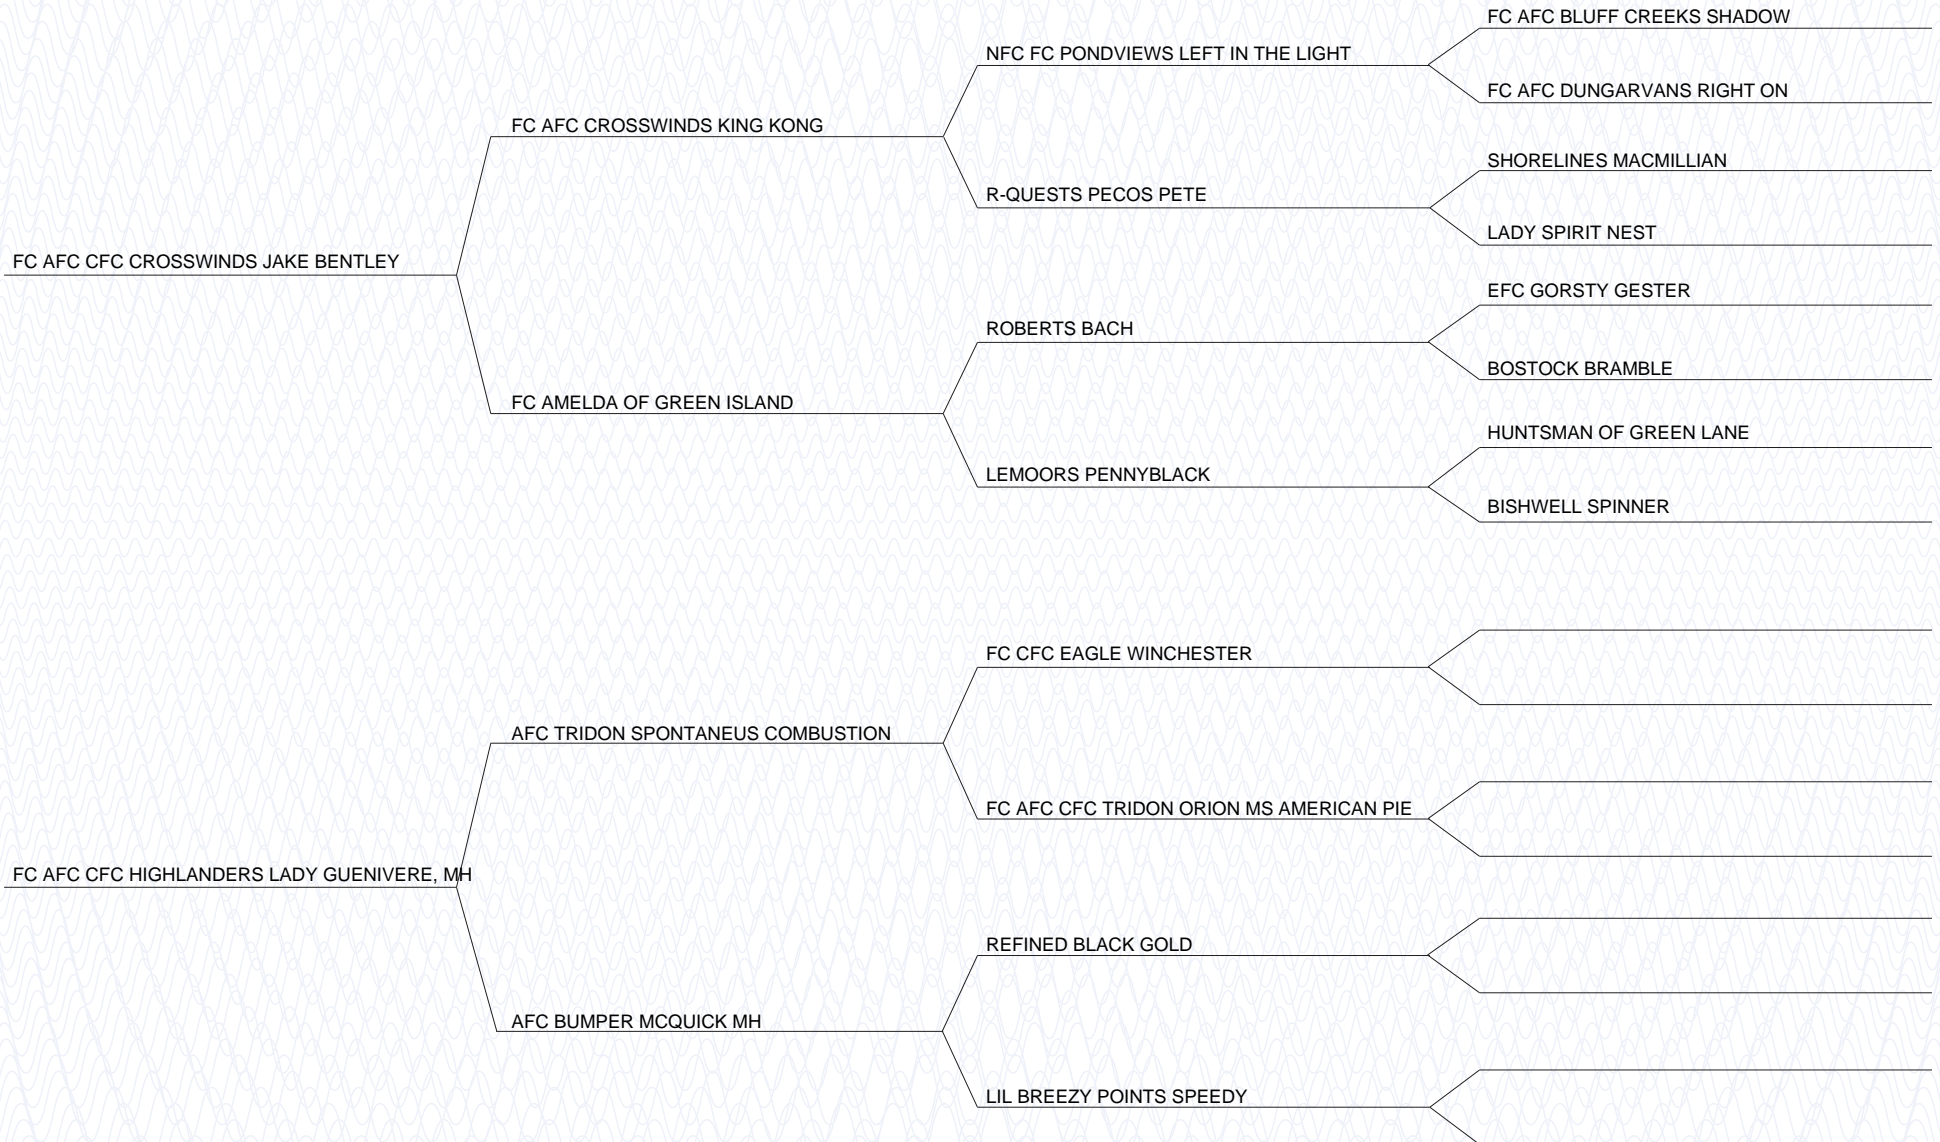 FC AFC BLUFF CREEKS SHADOW
NFC FC PONDVIEWS LEFT IN THE LIGHT
FC AFC DUNGARVANS RIGHT ON
FC AFC CROSSWINDS KING KONG
SHORELINES MACMILLIAN
R-QUESTS PECOS PETE
LADY SPIRIT NEST
FC AFC CFC CROSSWINDS JAKE BENTLEY
EFC GORSTY GESTER
ROBERTS BACH
BOSTOCK BRAMBLE
FC AMELDA OF GREEN ISLAND
HUNTSMAN OF GREEN LANE
LEMOORS PENNYBLACK
BISHWELL SPINNER
FC CFC EAGLE WINCHESTER
AFC TRIDON SPONTANEUS COMBUSTION
FC AFC CFC TRIDON ORION MS AMERICAN PIE
FC AFC CFC HIGHLANDERS LADY GUENIVERE, MH
REFINED BLACK GOLD
AFC BUMPER MCQUICK MH
LIL BREEZY POINTS SPEEDY